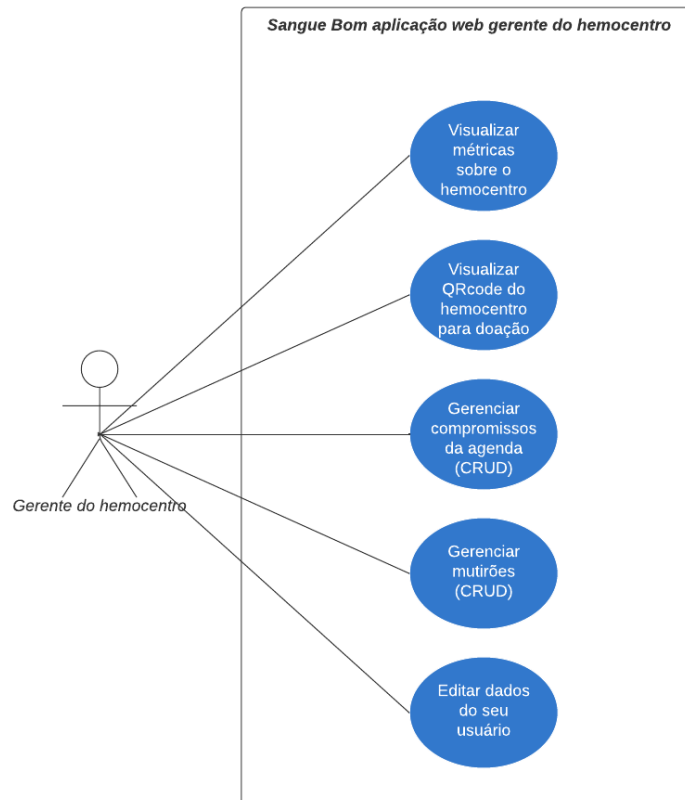 Sangue Bom aplicação web gerente do hemocentro
Visualizar
métricas
sobre o
hemocentro
Visualizar
QRcode do
hemocentro
para doação
Gerenciar
compromissos
da agenda
(CRUD)
Gerente do hemocentro
Gerenciar
mutirões
(CRUD)
Editar dados
do seu
usuário